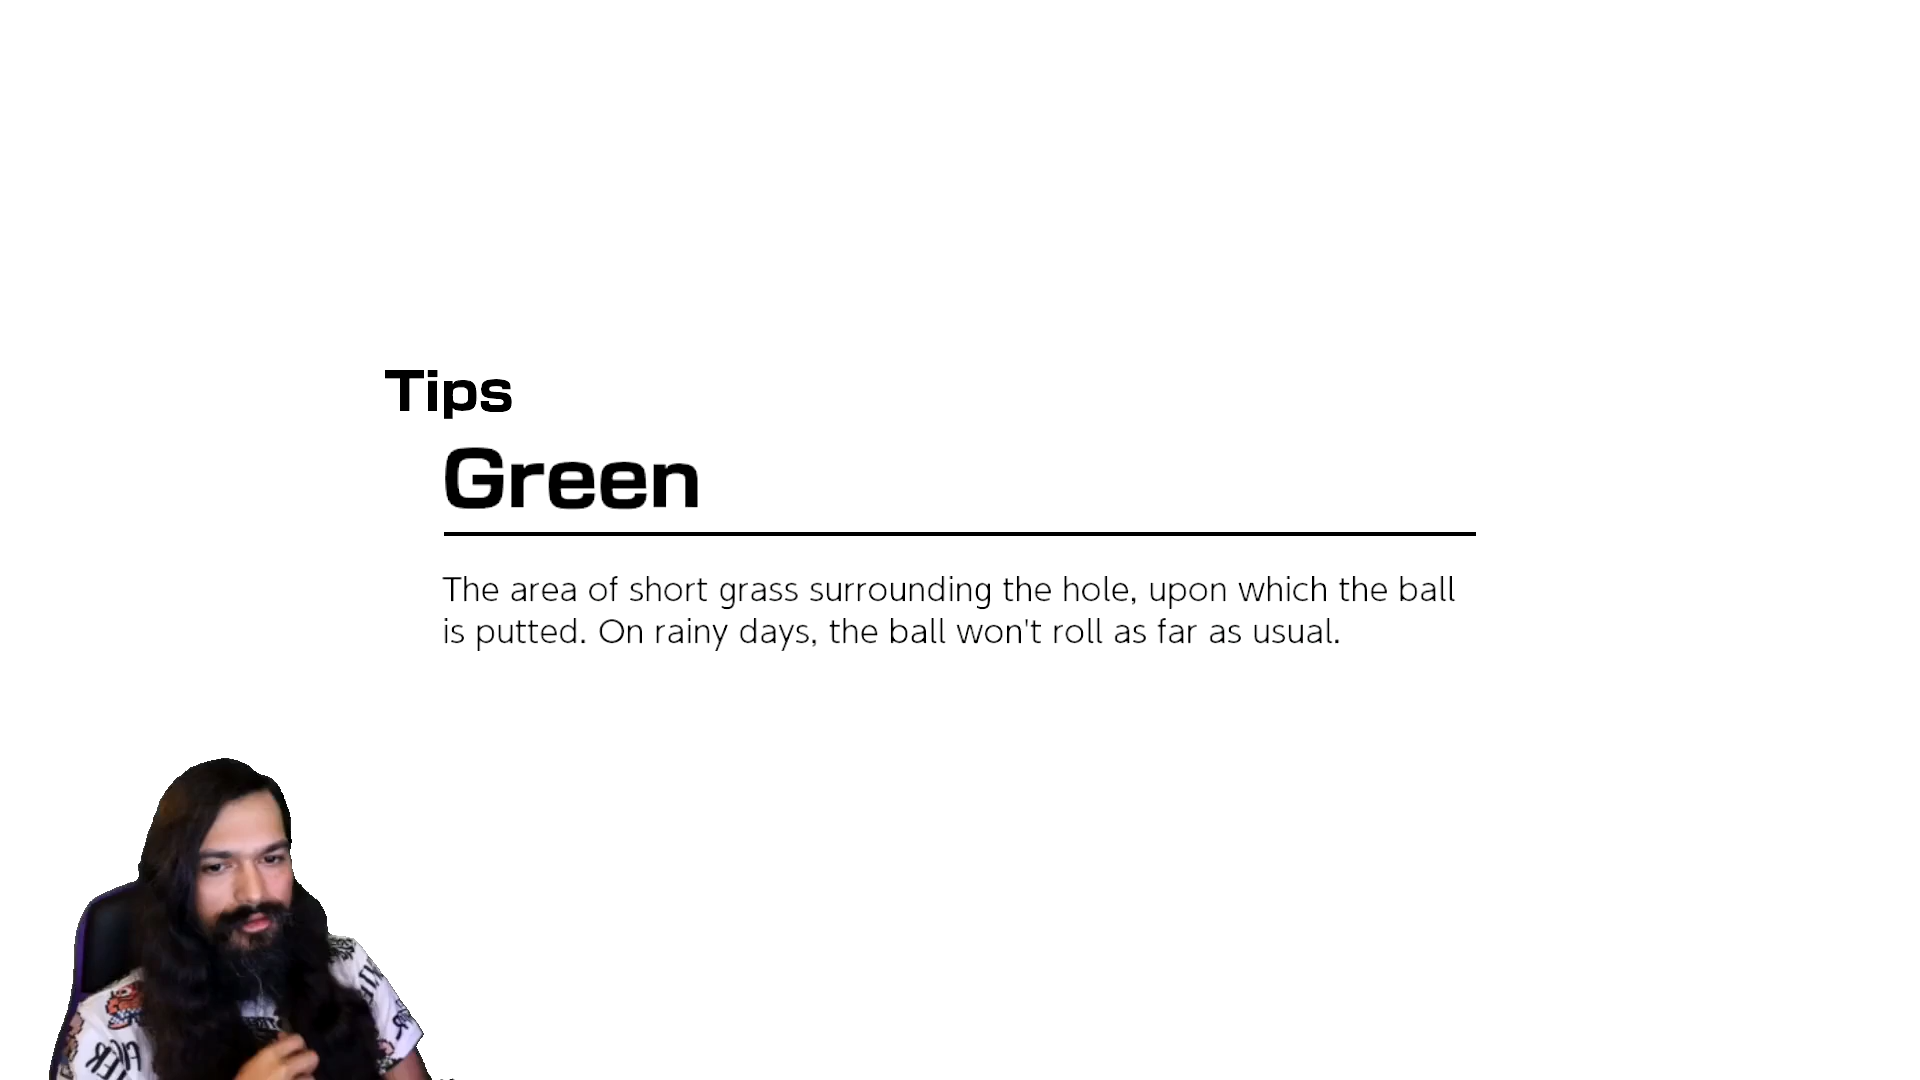 Tips
Green
The area of short grass surrounding the hole, upon which the ball
is putted. On rainy days, the ball won't roll as far as usual.